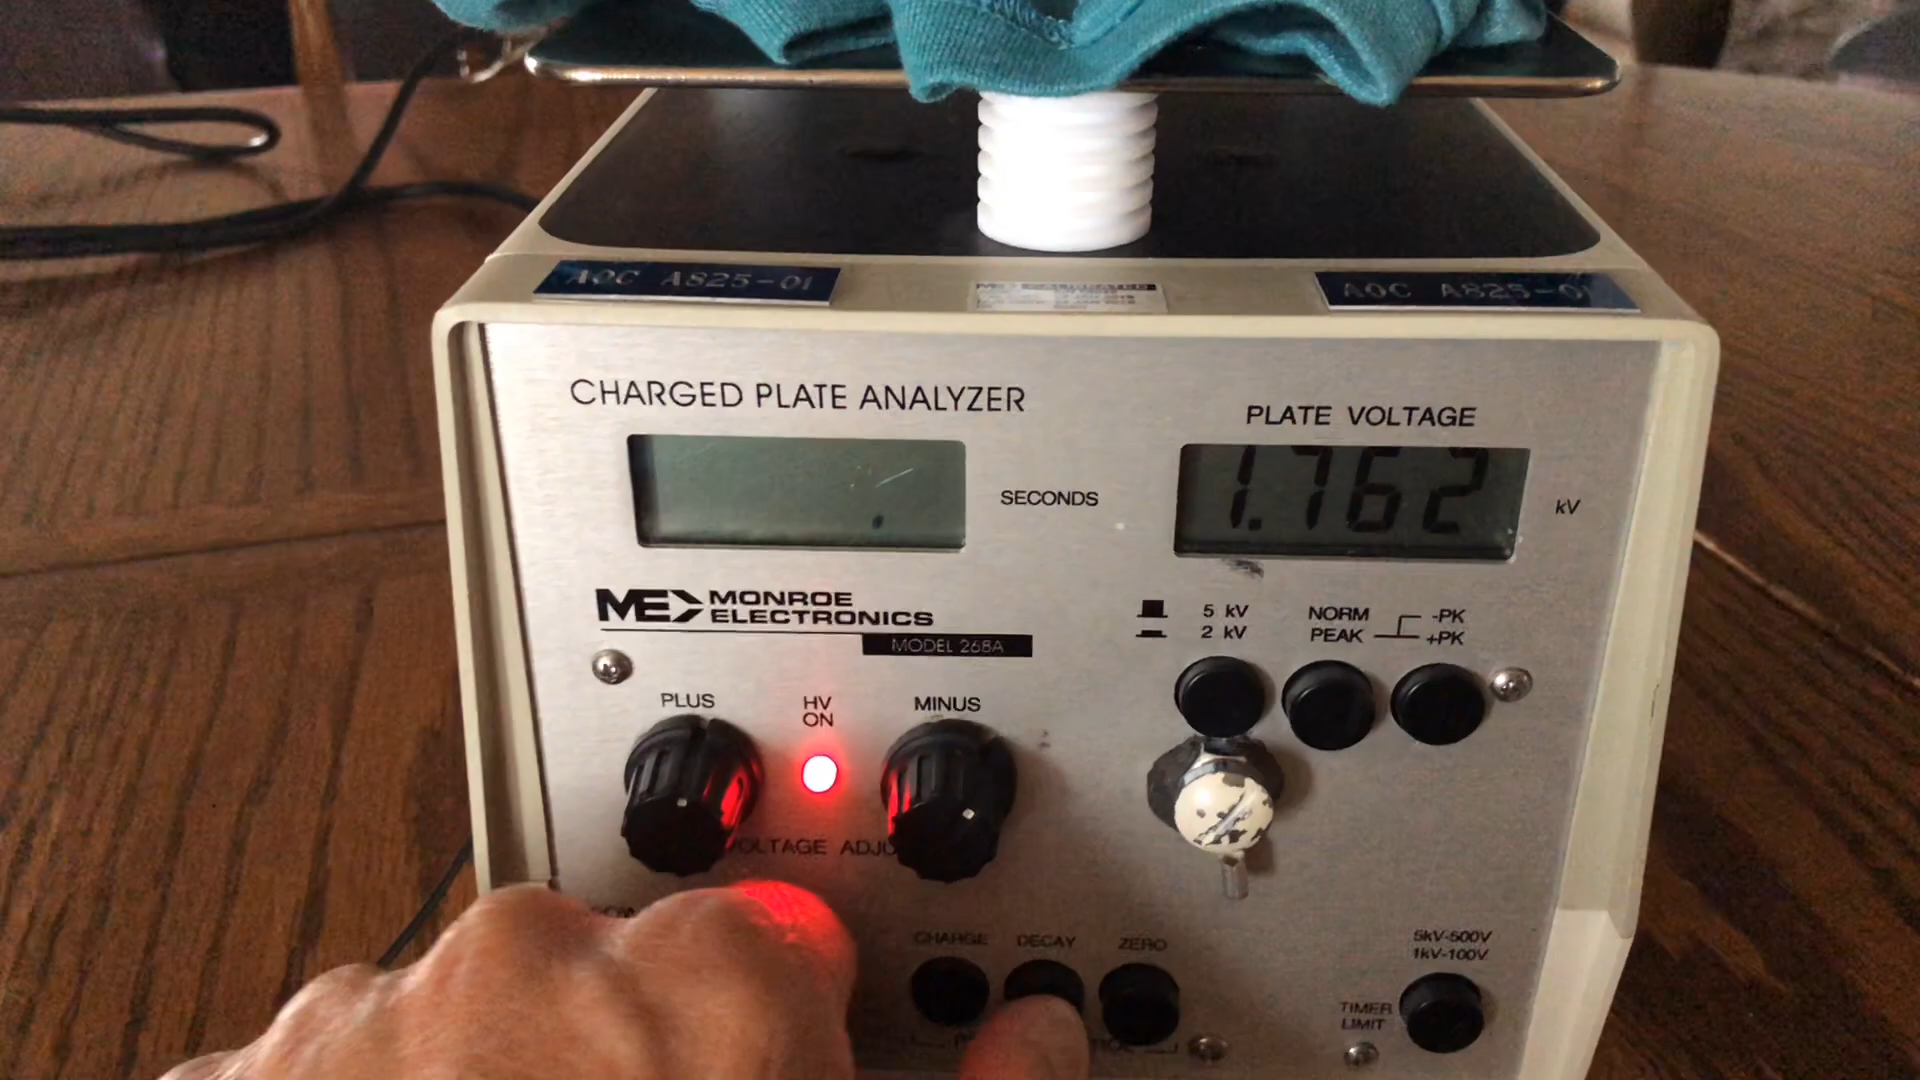 AOC A825-01
AOC A825-01
CHARGED PLATE ANALYZER
PLATE VOLTAGE
1.762
SECONDS
kV
ME MONROE
ELECTRONICS
MODEL 268A
5 kV
2 kV
NORM
PEAK
-PK
+PK
PLUS
HV
ON
MINUS
CHARGE
DECAY
ZERO
5kV-500V
1kV-100V
TIMER
LIMIT